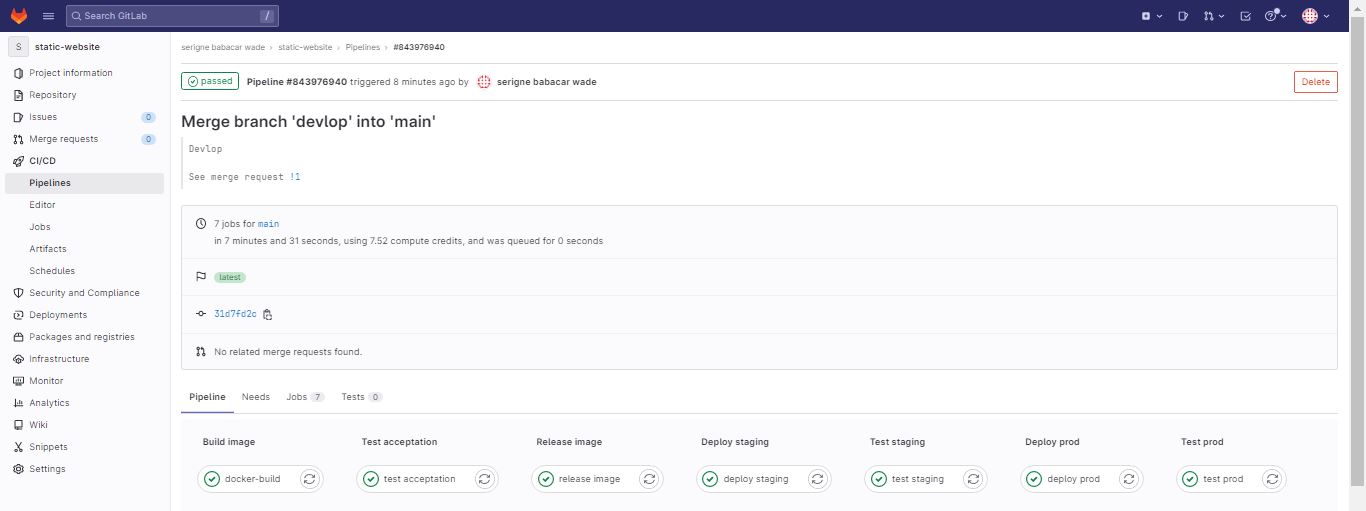 Search GitLab /
S static-website
Project information
Repository
Issues 0
Merge requests 0
CI/CD
Pipelines
Editor
Jobs
Artifacts
Schedules
Security and Compliance
Deployments
Packages and registries
Infrastructure
Monitor
Analytics
Wiki
Snippets
Settings
serigne babacar wade › static-website › Pipelines › #843976940
passed Pipeline #843976940 triggered 8 minutes ago by serigne babacar wade Delete
Merge branch 'devlop' into 'main'
Devlop
See merge request !1
7 jobs for main
in 7 minutes and 31 seconds, using 7.52 compute credits, and was queued for 0 seconds
latest
31d7fd2c
No related merge requests found.
Pipeline Needs Jobs 7 Tests 0
Build image Test acceptation Release image Deploy staging Test staging Deploy prod Test prod
docker-build test acceptation release image deploy staging test staging deploy prod test prod